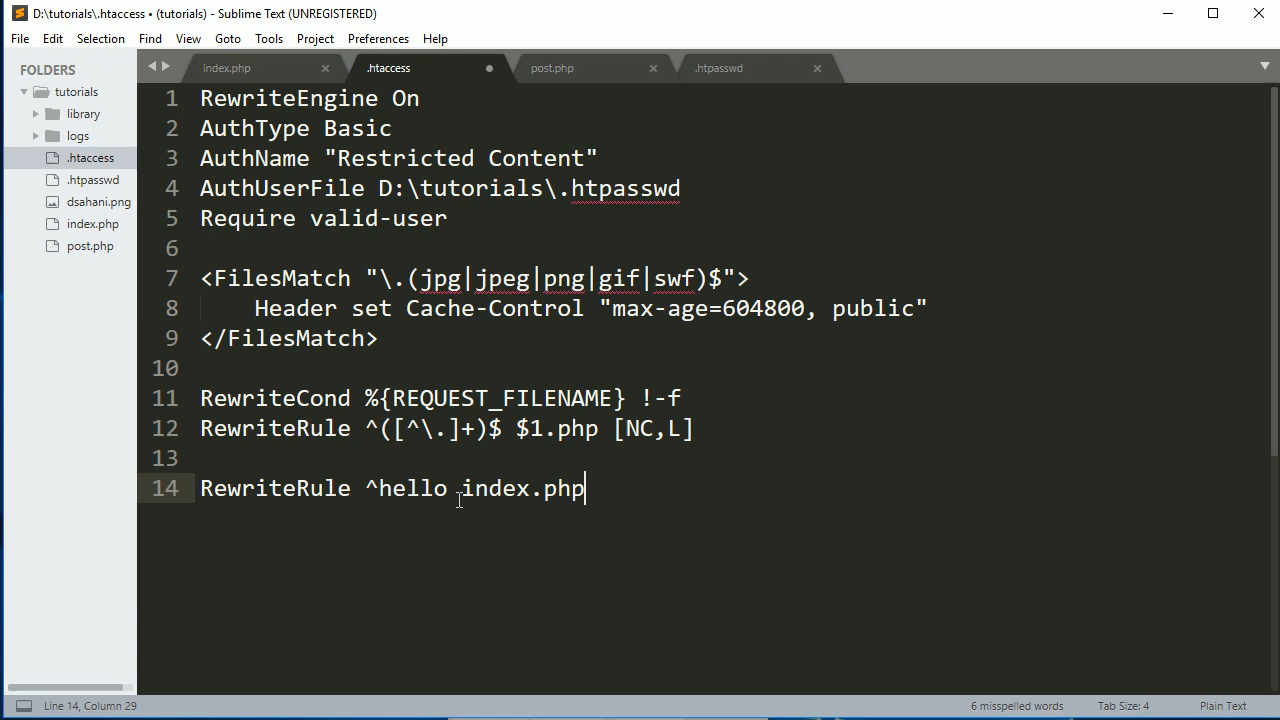 D:\tutorials\.htaccess • (tutorials) - Sublime Text (UNREGISTERED)
File Edit Selection Find View Goto Tools Project Preferences Help
FOLDERS
tutorials
library
logs
.htaccess
.htpasswd
dsahani.png
index.php
post.php
index.php .htaccess post.php .htpasswd
1 RewriteEngine On
2 AuthType Basic
3 AuthName "Restricted Content"
4 AuthUserFile D:\tutorials\.htpasswd
5 Require valid-user
6
7 <FilesMatch "\.(jpg|jpeg|png|gif|swf)$">
8 Header set Cache-Control "max-age=604800, public"
9 </FilesMatch>
10
11 RewriteCond %{REQUEST_FILENAME} !-f
12 RewriteRule ^([^\.]+)$ $1.php [NC,L]
13
14 RewriteRule ^hello index.php
Line 14, Column 29 6 misspelled words Tab Size: 4 Plain Text